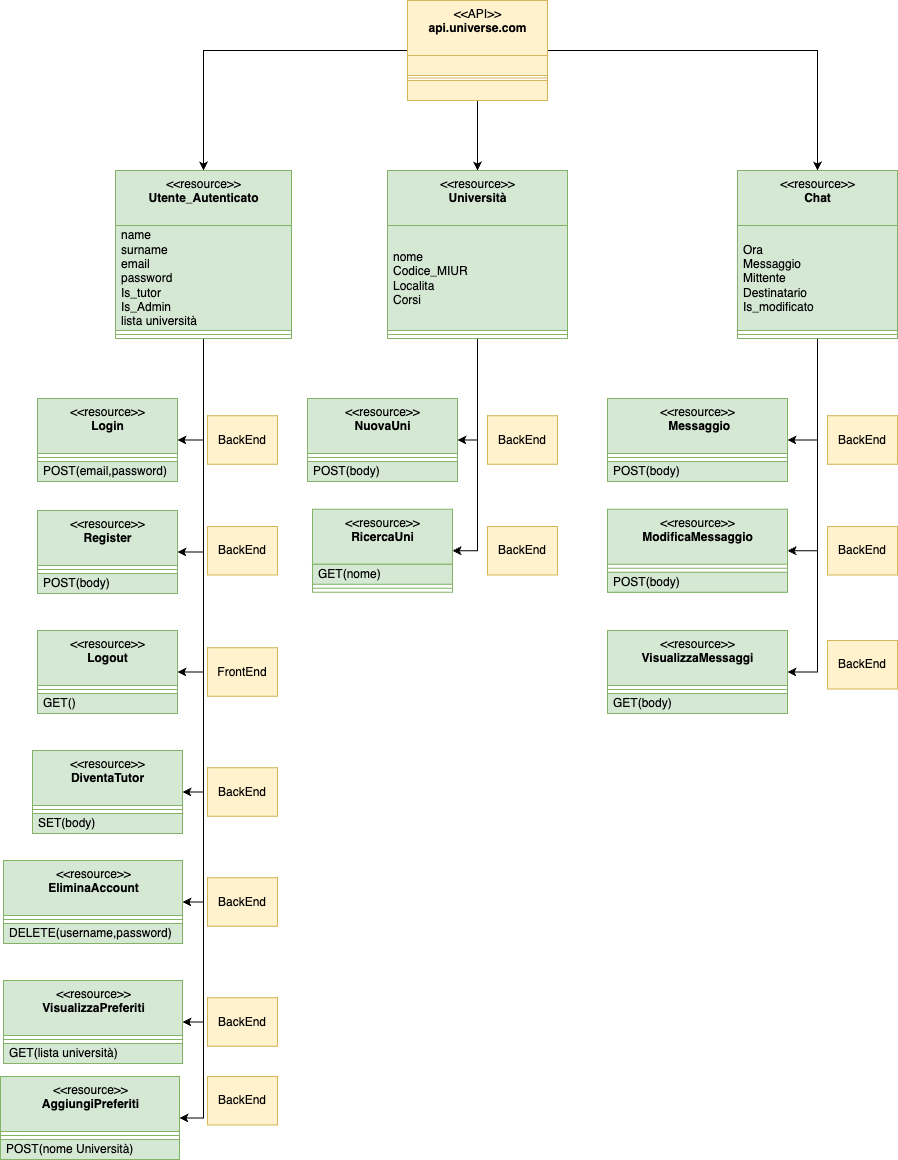 <<API>>
api.universe.com
<<resource>>
Utente_Autenticato
name
surname
email
password
Is_tutor
Is_Admin
lista università
<<resource>>
Università
nome
Codice_MIUR
Localita
Corsi
<<resource>>
Chat
Ora
Messaggio
Mittente
Destinatario
Is_modificato
<<resource>>
Login
POST(email,password)
BackEnd
<<resource>>
NuovaUni
POST(body)
BackEnd
<<resource>>
Messaggio
POST(body)
BackEnd
<<resource>>
Register
POST(body)
BackEnd
<<resource>>
RicercaUni
GET(nome)
BackEnd
<<resource>>
ModificaMessaggio
POST(body)
BackEnd
<<resource>>
Logout
GET()
FrontEnd
<<resource>>
VisualizzaMessaggi
GET(body)
BackEnd
<<resource>>
DiventaTutor
SET(body)
BackEnd
<<resource>>
EliminaAccount
DELETE(username,password)
BackEnd
<<resource>>
VisualizzaPreferiti
GET(lista università)
BackEnd
<<resource>>
AggiungiPreferiti
POST(nome Università)
BackEnd